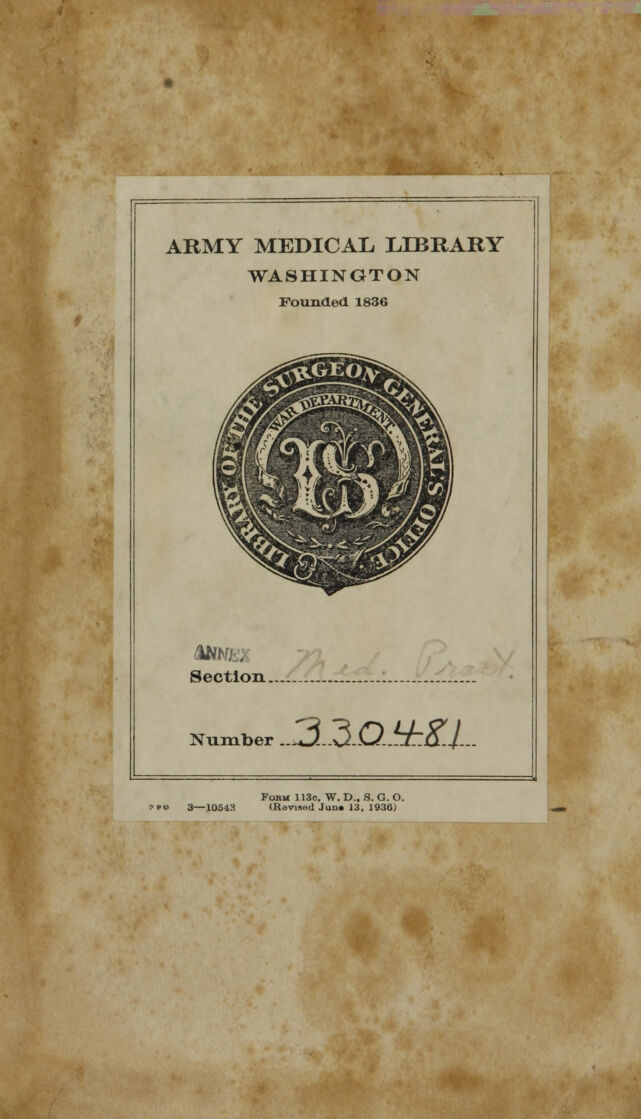 ARMY MEDICAL LIBRARY
WASHINGTON
Founded 1836
LIBRARY OF THE SURGEON GENERAL'S OFFICE
WAR DEPARTMENT.
LS
ANNEX
Section Med. Pract.
Number 330481
FORM 113c, W. D., S. G. O.
3—10543 (Revised June 13, 1936)